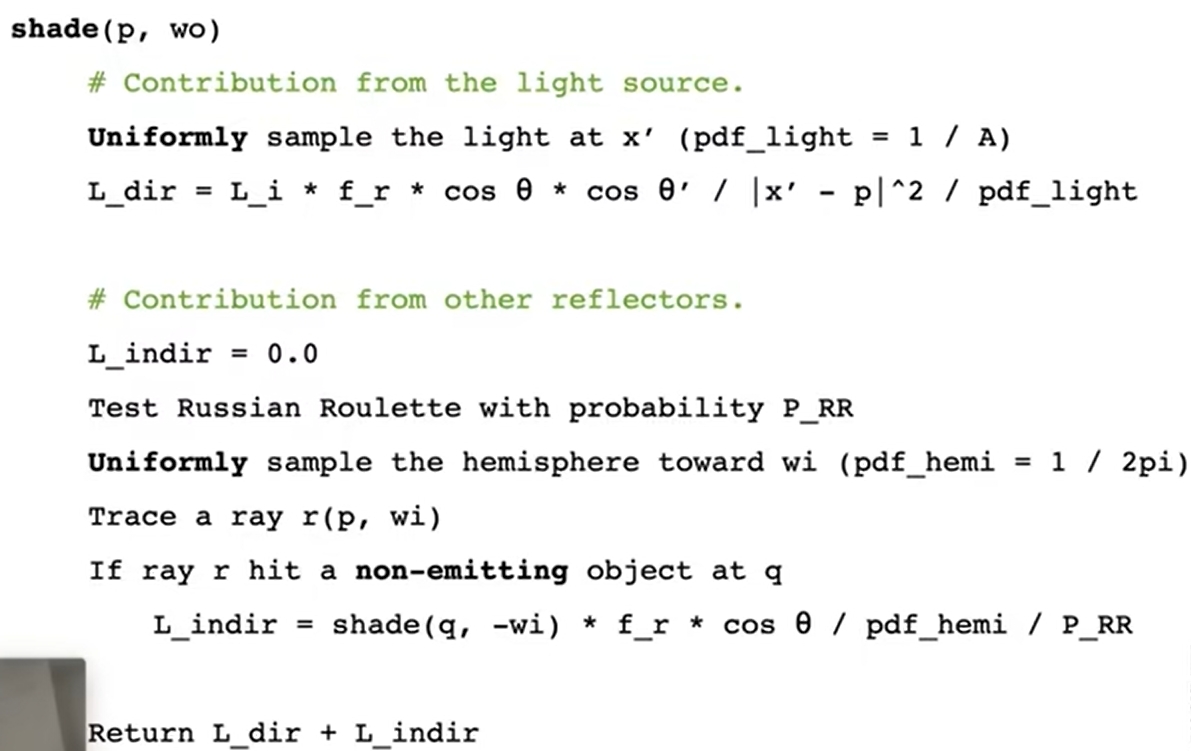 shade(p, wo)
# Contribution from the light source.
Uniformly sample the light at x′ (pdf_light = 1 / A)
L_dir = L_i * f_r * cos θ * cos θ′ / |x′ - p|^2 / pdf_light
# Contribution from other reflectors.
L_indir = 0.0
Test Russian Roulette with probability P_RR
Uniformly sample the hemisphere toward wi (pdf_hemi = 1 / 2pi)
Trace a ray r(p, wi)
If ray r hit a non-emitting object at q
L_indir = shade(q, -wi) * f_r * cos θ / pdf_hemi / P_RR
Return L_dir + L_indir